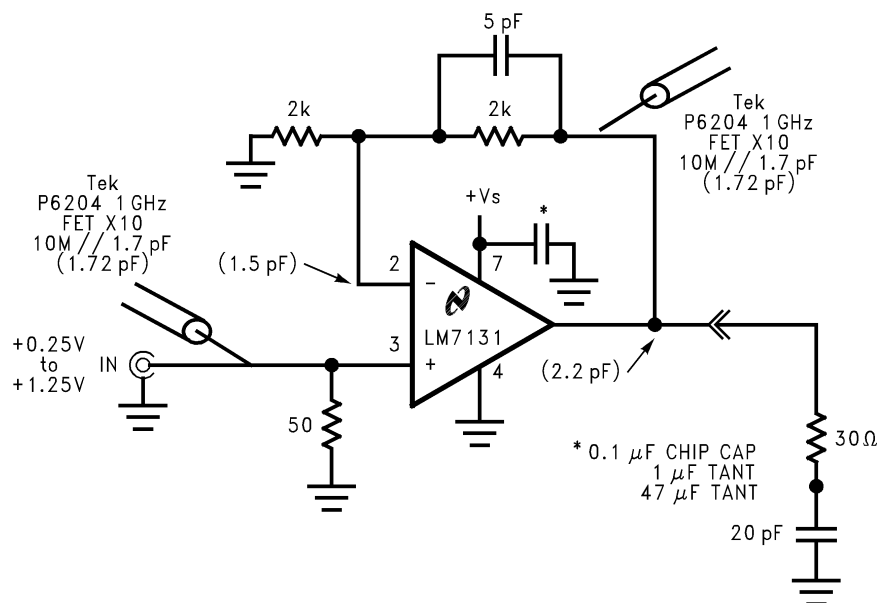 5 pF
2k
2k
Tek
P6204 1 GHz
FET X10
10M // 1.7 pF
(1.72 pF)
Tek
P6204 1 GHz
FET X10
10M // 1.7 pF
(1.72 pF)
+Vs
*
(1.5 pF)
2
7
-
LM7131
+0.25V
to
+1.25V
IN
3
+
4
(2.2 pF)
50
30Ω
* 0.1 μF CHIP CAP
1 μF TANT
47 μF TANT
20 pF